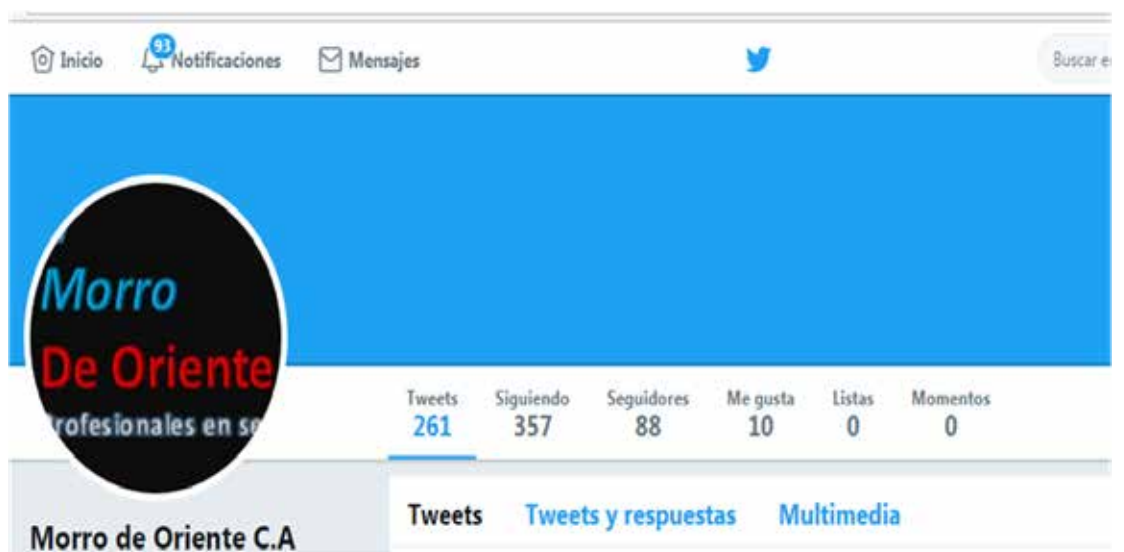 Inicio 93 Notificaciones Mensajes Buscar
Morro
De Oriente
rofesionales en
Tweets Siguiendo Seguidores Me gusta Listas Momentos
261 357 88 10 0 0
Tweets Tweets y respuestas Multimedia
Morro de Oriente C.A